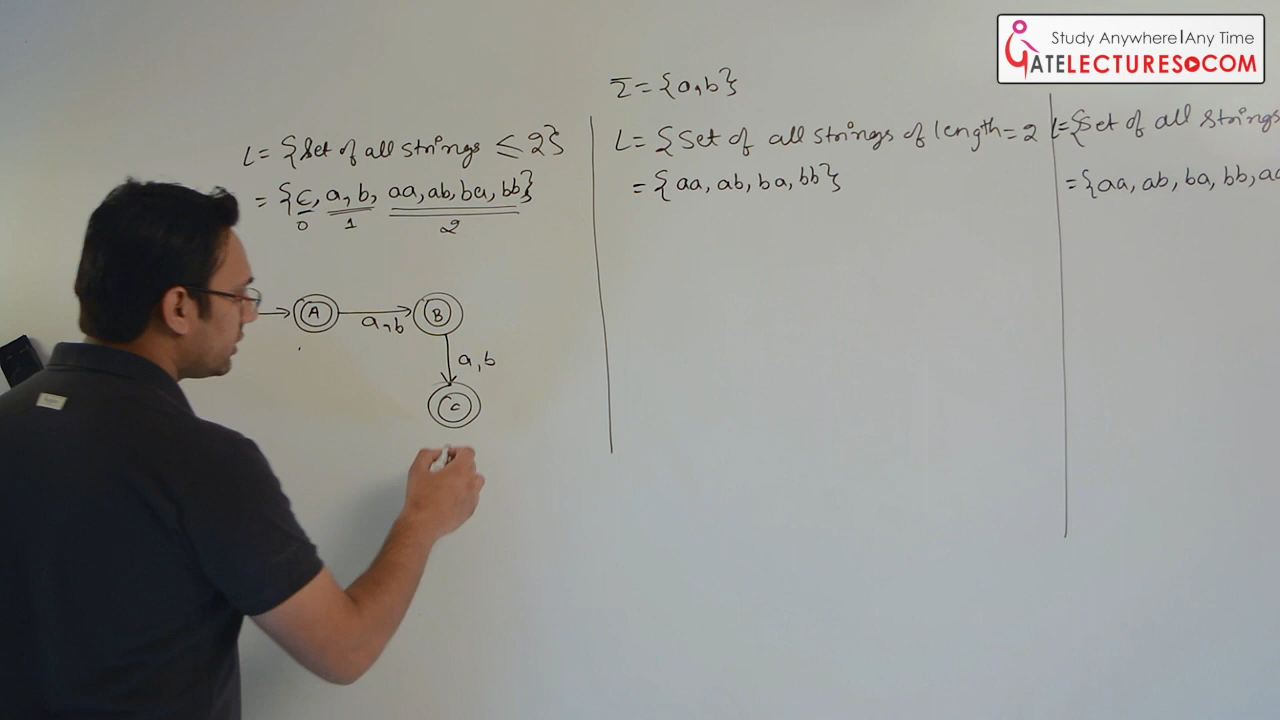 Study Anywhere | Any Time
GATELECTURES.COM
Σ = {a,b}
L = {Set of all strings ≤ 2}
= {ε, a, b, aa, ab, ba, bb}
0 1 2
A a,b B
a,b
C
L = {Set of all strings of length = 2
= {aa, ab, ba, bb}
L = {Set of all strings
= {aa, ab, ba, bb,